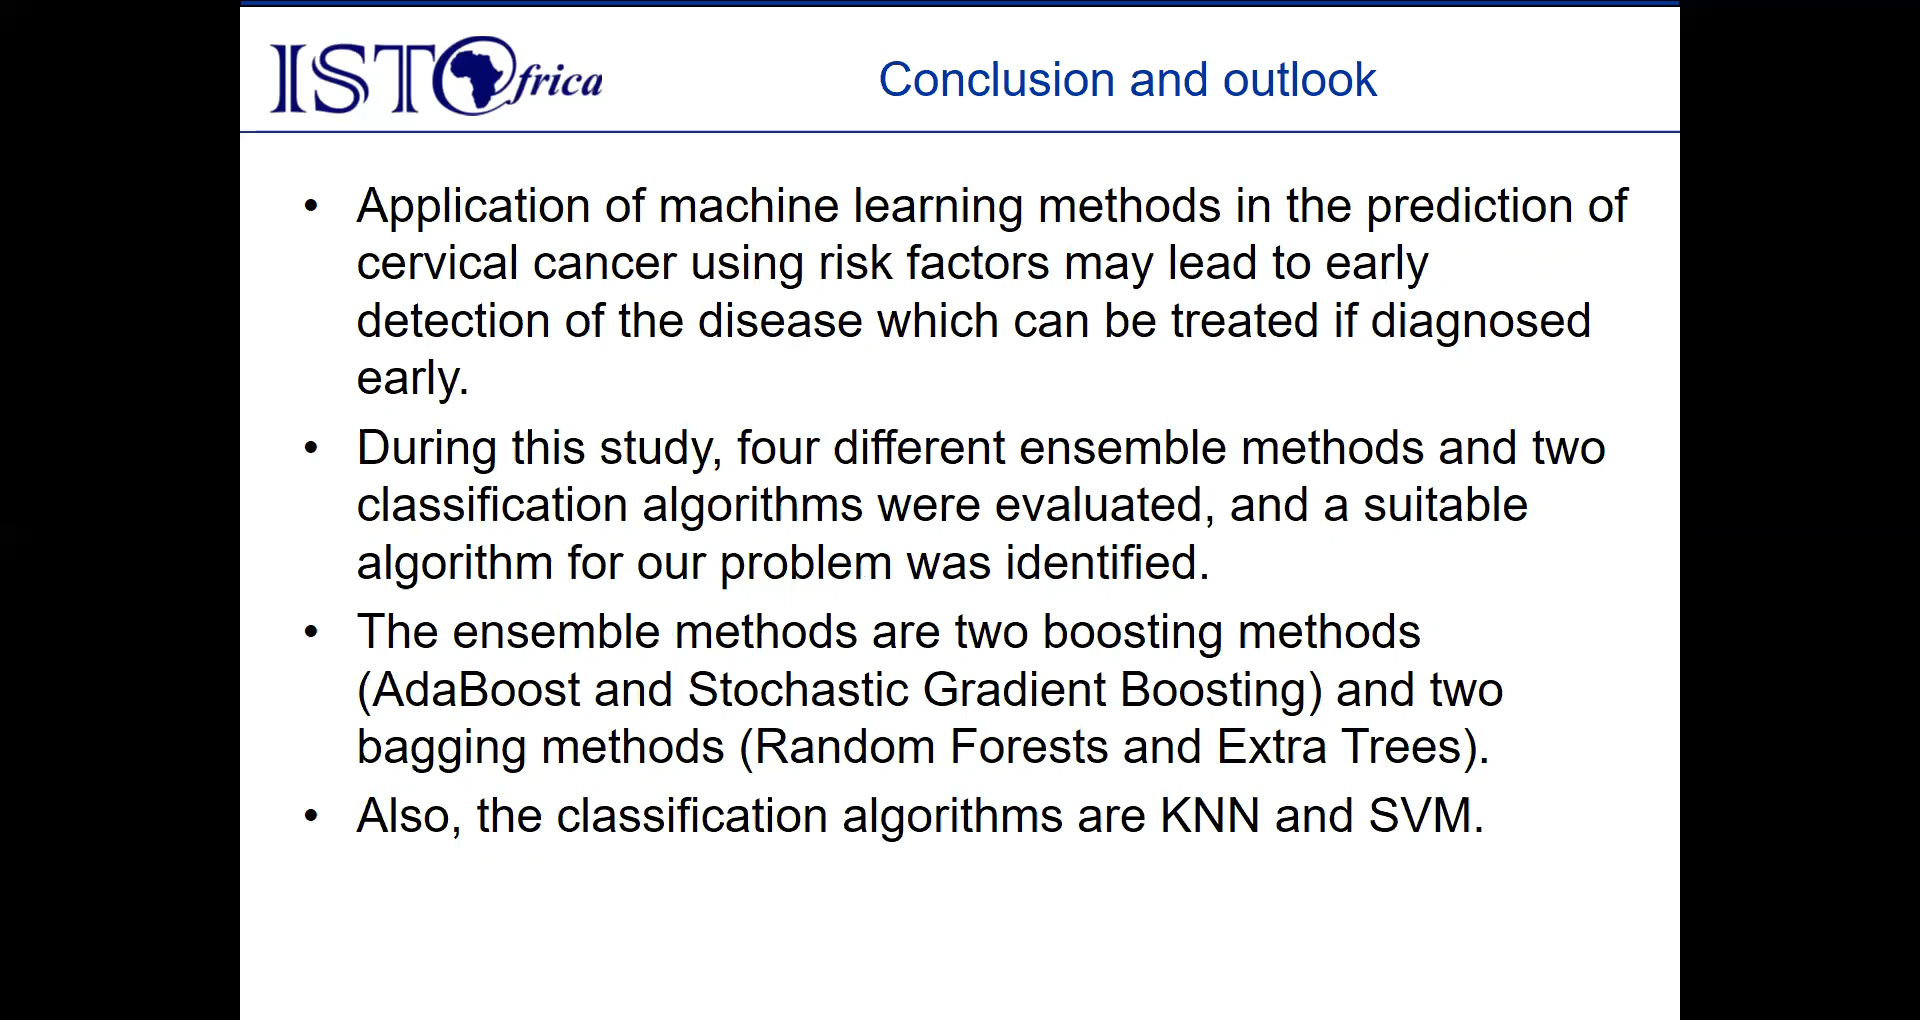 IST@frica
Conclusion and outlook
• Application of machine learning methods in the prediction of
cervical cancer using risk factors may lead to early
detection of the disease which can be treated if diagnosed
early.
• During this study, four different ensemble methods and two
classification algorithms were evaluated, and a suitable
algorithm for our problem was identified.
• The ensemble methods are two boosting methods
(AdaBoost and Stochastic Gradient Boosting) and two
bagging methods (Random Forests and Extra Trees).
• Also, the classification algorithms are KNN and SVM.